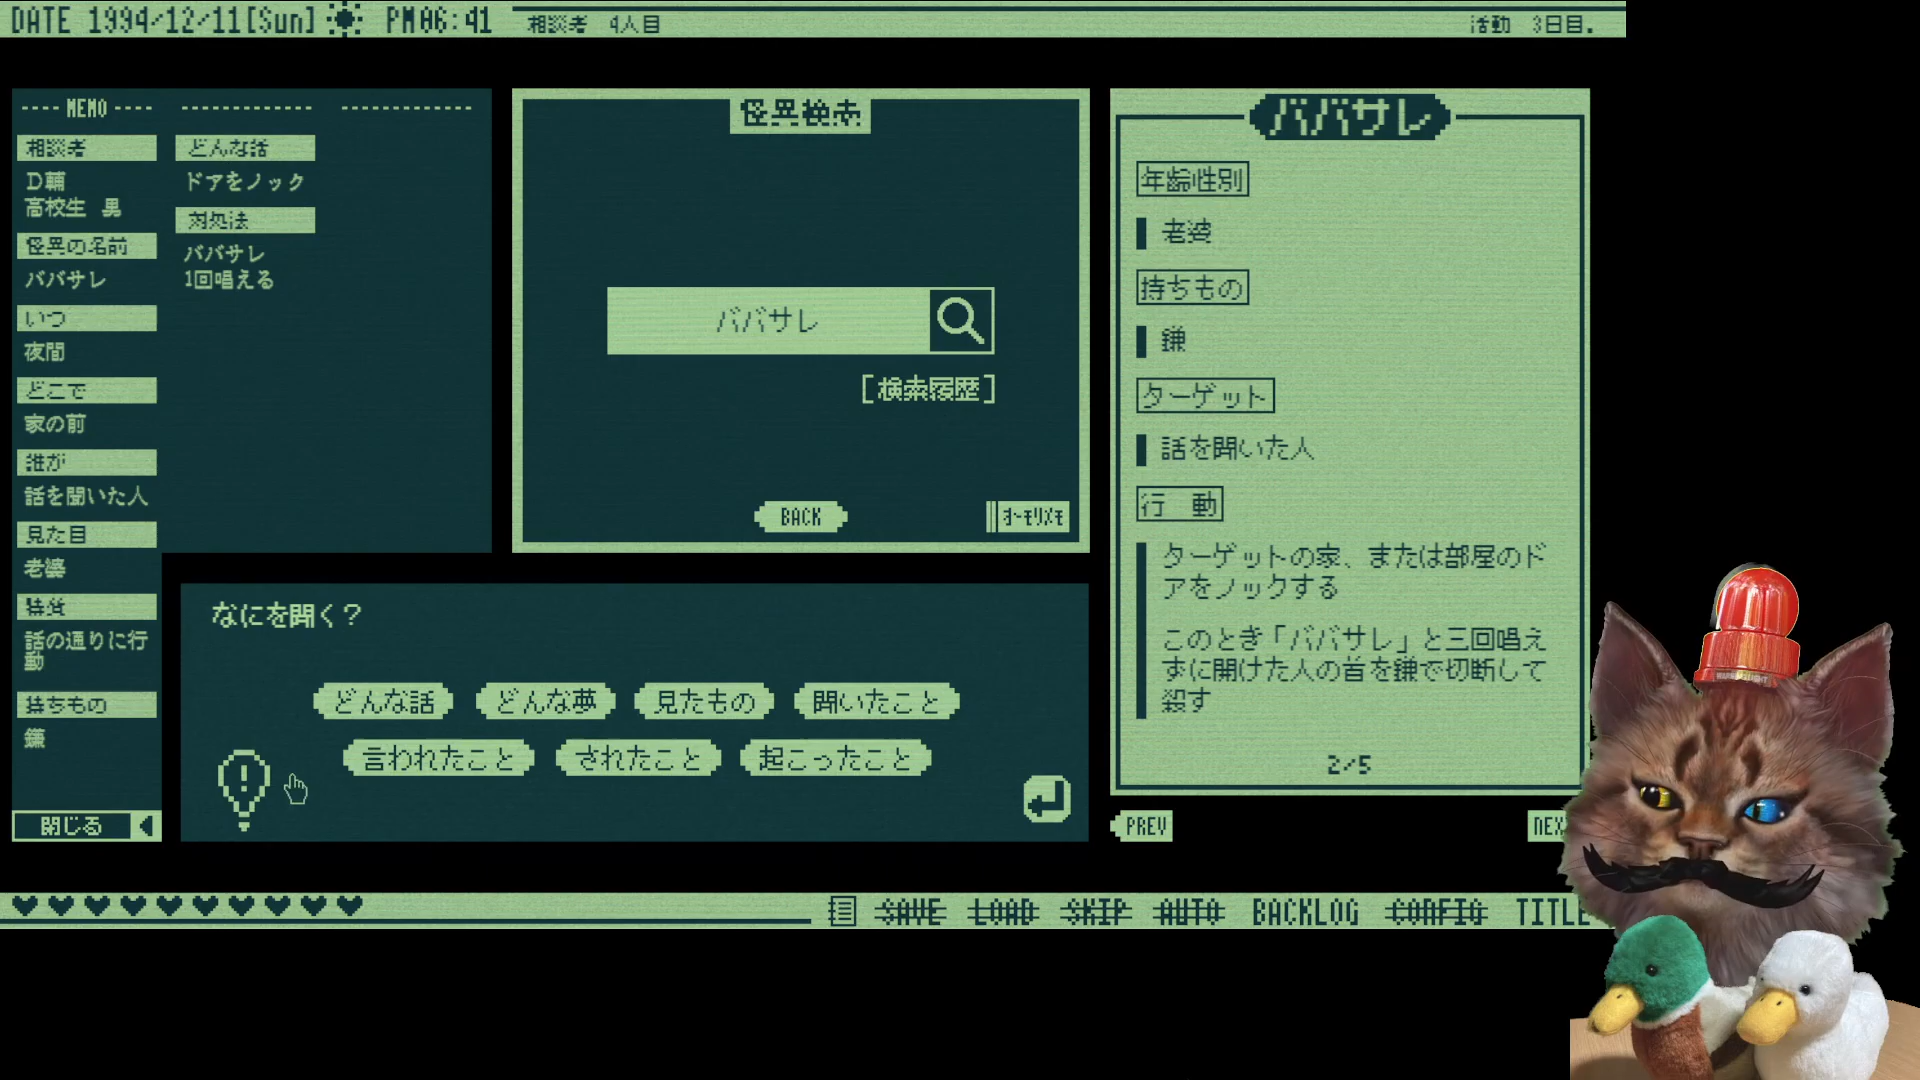 DATE 1994/12/11[Sun] PM06:41
相談者 4人目
活動 3日目.
---- MEMO ----
相談者
D輔
高校生 男
怪異の名前
ババサレ
いつ
夜間
どこで
家の前
誰が
話を聞いた人
見た目
老婆
特徴
話の通りに行
動
持ちもの
鎌
閉じる
どんな話
ドアをノック
対処法
ババサレ
1回唱える
怪異検索
ババサレ
[検索履歴]
BACK
ヨーモリメモ
なにを聞く?
どんな話
どんな夢
見たもの
聞いたこと
言われたこと
されたこと
起こったこと
ババサレ
年齢性別
老婆
持ちもの
鎌
ターゲット
話を聞いた人
行 動
ターゲットの家、または部屋のド
アをノックする
このとき「ババサレ」と三回唱え
ずに開けた人の首を鎌で切断して
殺す
2/5
PREV
NEX
SAVE LOAD SKIP AUTO BACKLOG CONFIG TITLE